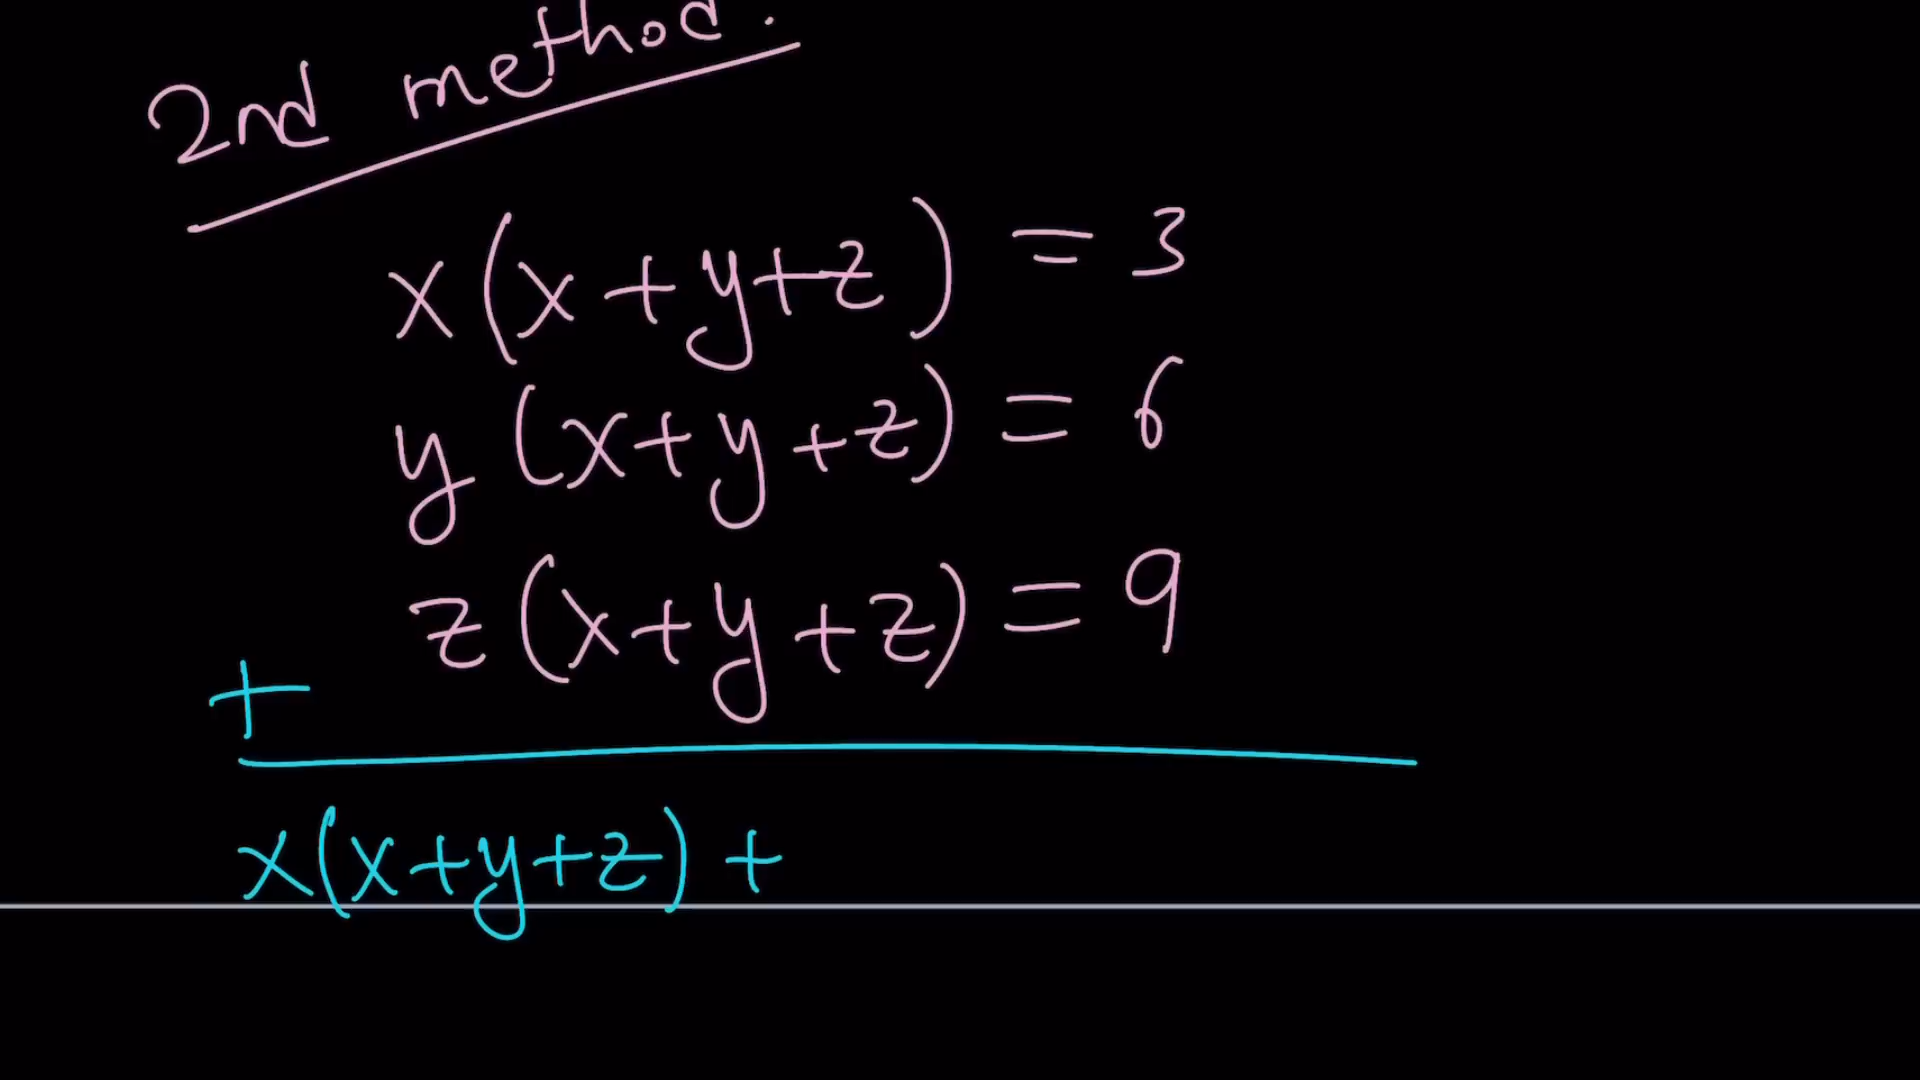 2nd method.
x(x+y+z) = 3
y(x+y+z) = 6
z(x+y+z) = 9
+
x(x+y+z) +